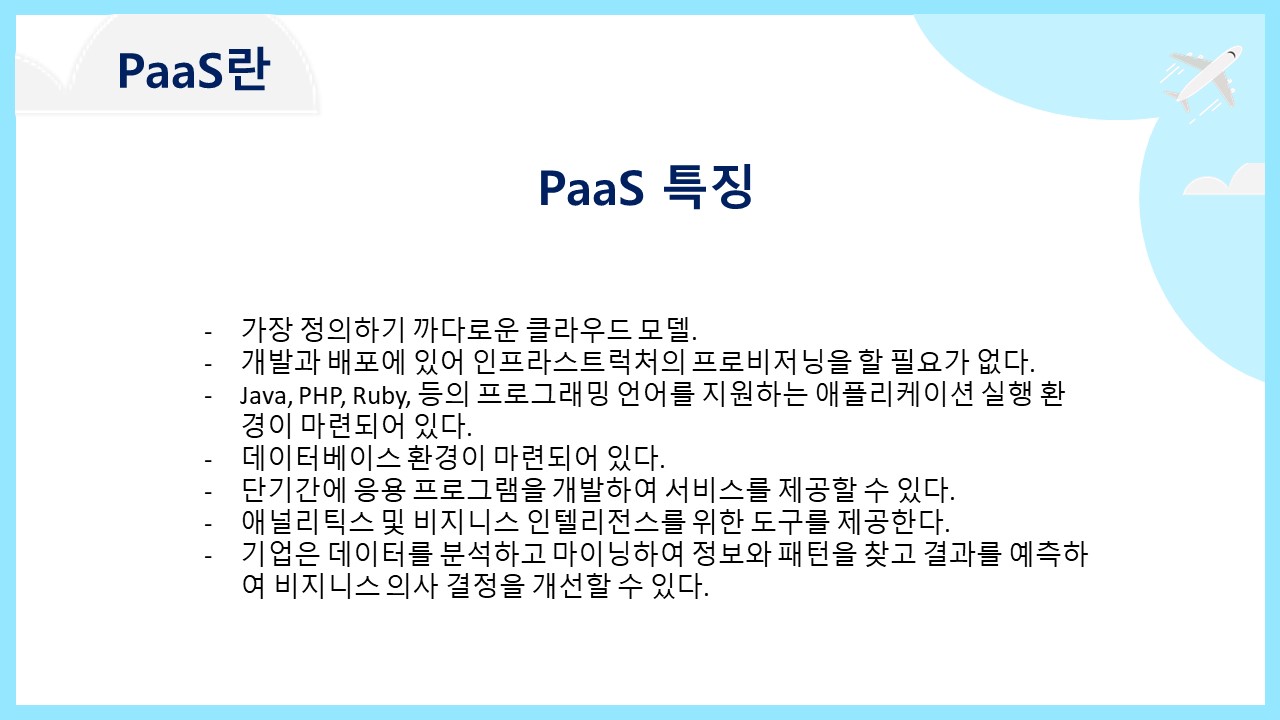 PaaS란
PaaS 특징
- 가장 정의하기 까다로운 클라우드 모델.
- 개발과 배포에 있어 인프라스트럭처의 프로비저닝을 할 필요가 없다.
- Java, PHP, Ruby, 등의 프로그래밍 언어를 지원하는 애플리케이션 실행 환
경이 마련되어 있다.
- 데이터베이스 환경이 마련되어 있다.
- 단기간에 응용 프로그램을 개발하여 서비스를 제공할 수 있다.
- 애널리틱스 및 비지니스 인텔리전스를 위한 도구를 제공한다.
- 기업은 데이터를 분석하고 마이닝하여 정보와 패턴을 찾고 결과를 예측하
여 비지니스 의사 결정을 개선할 수 있다.